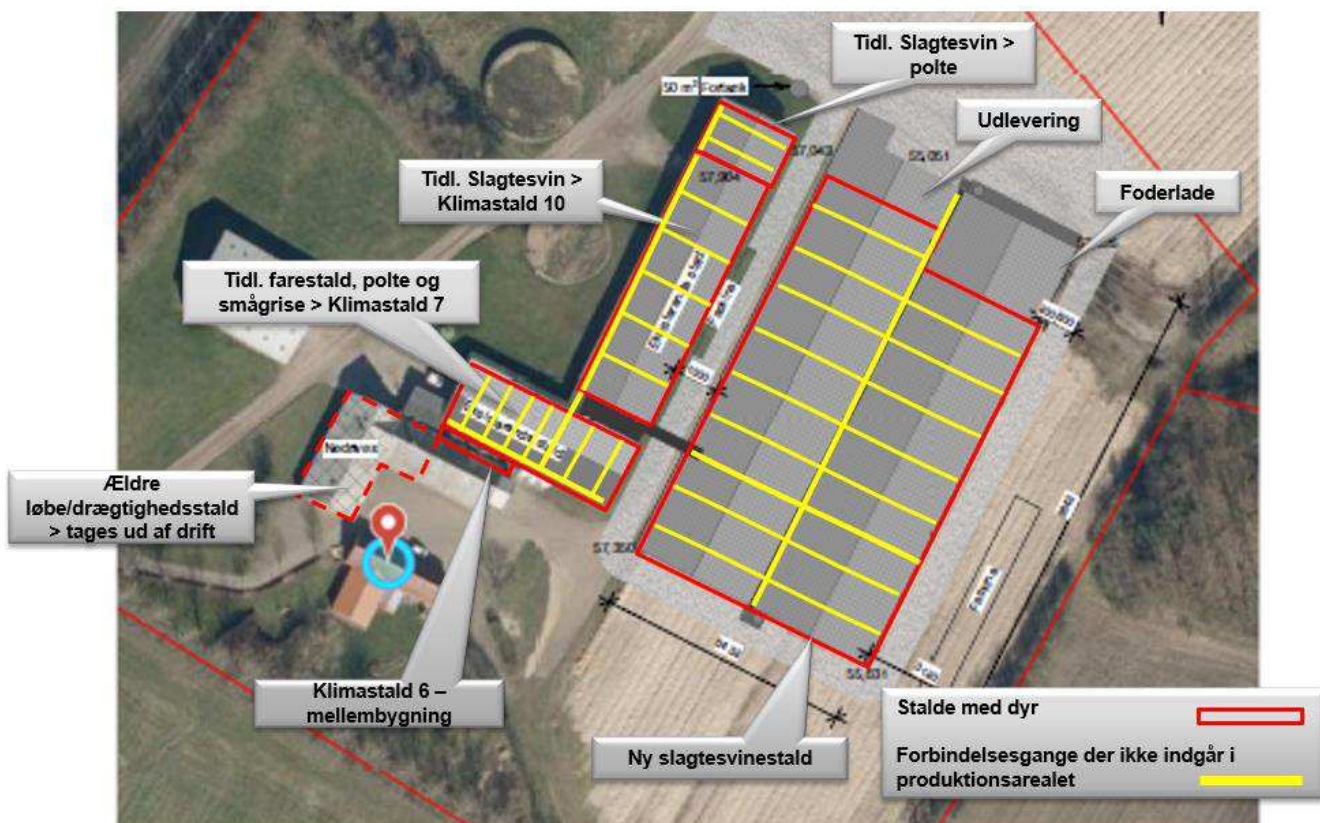 Tidl. Slagtesvin >
polte
50 m³ Fortank
Udlevering
Tidl. Slagtesvin >
Klimastald 10
Foderlade
Tidl. farestald, polte og
smågrise > Klimastald 7
Ældre
løbe/drægtighedsstald
> tages ud af drift
Klimastald 6 –
mellembygning
Ny slagtesvinestald
Stalde med dyr
Forbindelsesgange der ikke indgår i
produktionsarealet